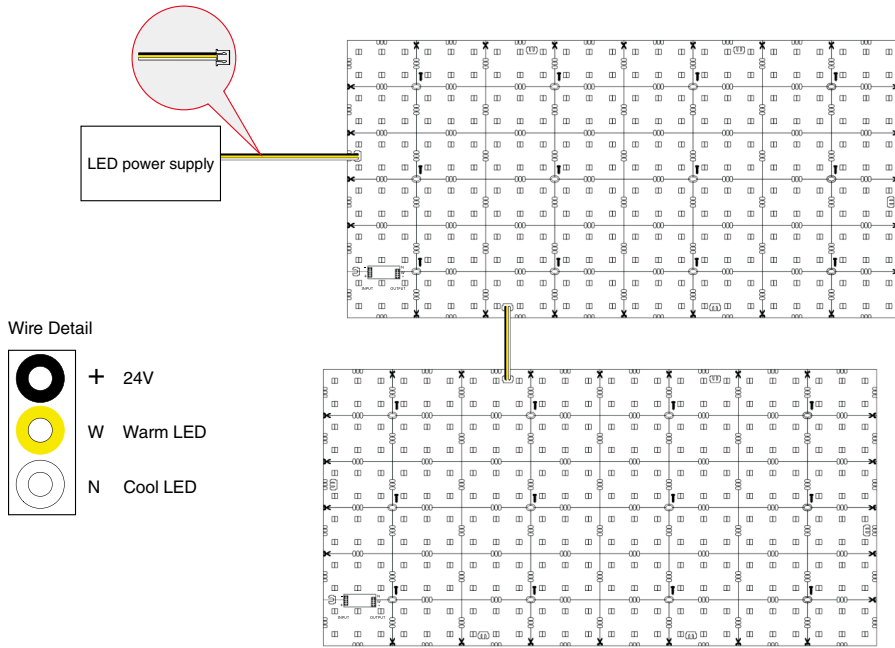 LED power supply
INPUT OUTPUT
Wire Detail
+ 24V
W Warm LED
N Cool LED
INPUT OUTPUT